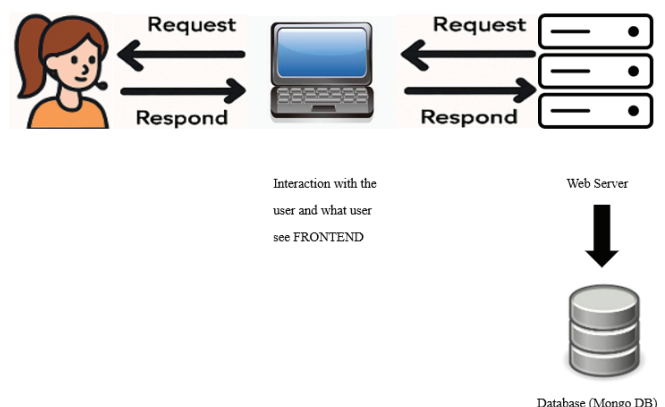 Request
Request
Respond
Respond
Interaction with the
user and what user
see FRONTEND
Web Server
Database (Mongo DB)